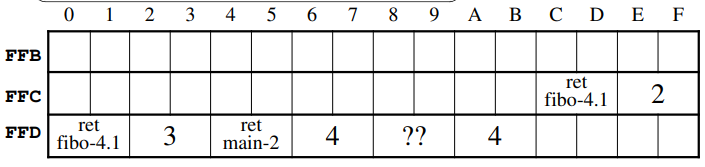 0 1 2 3 4 5 6 7 8 9 A B C D E F
FFB
FFC ret fibo-4.1 2
FFD ret fibo-4.1 3 ret main-2 4 ?? 4